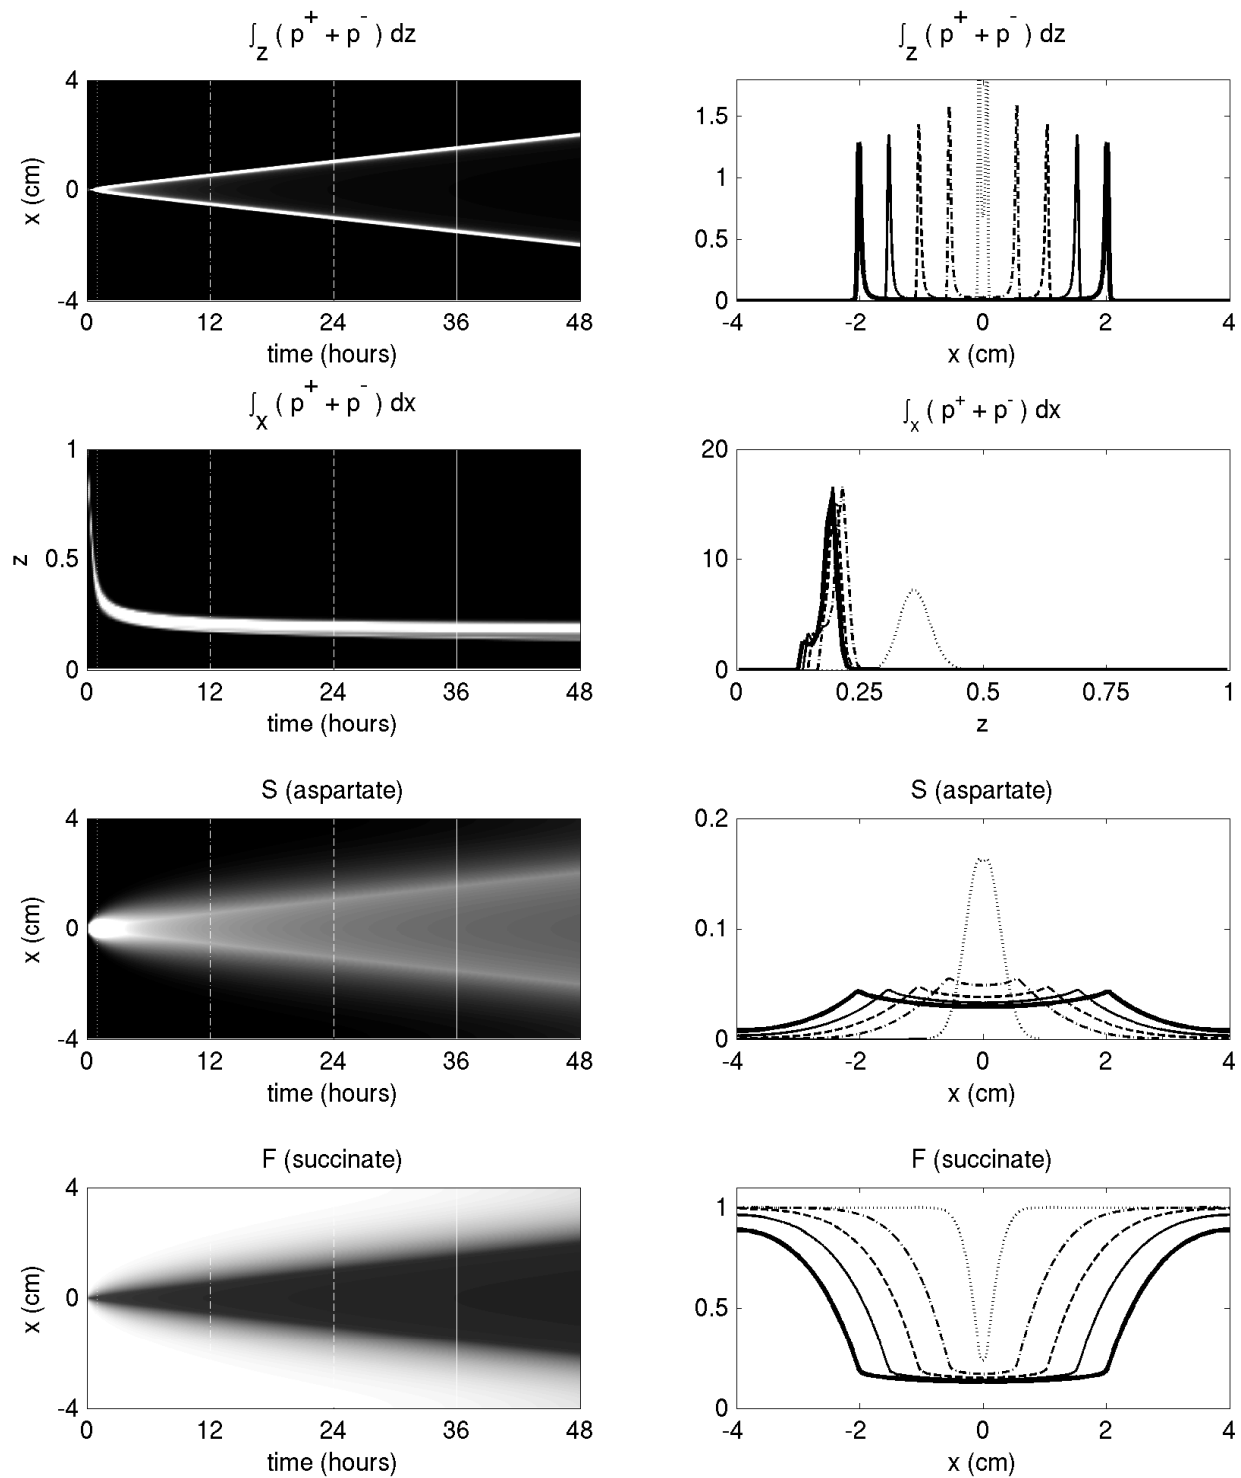 ∫z ( p+ + p- ) dz
4
0
-4
x (cm)
0 12 24 36 48
time (hours)
∫z ( p+ + p- ) dz
1.5
1
0.5
0
-4 -2 0 2 4
x (cm)
∫x ( p+ + p- ) dx
1
0.5
0
z
0 12 24 36 48
time (hours)
∫x ( p+ + p- ) dx
20
10
0
0 0.25 0.5 0.75 1
z
S (aspartate)
4
0
-4
x (cm)
0 12 24 36 48
time (hours)
S (aspartate)
0.2
0.1
0
-4 -2 0 2 4
x (cm)
F (succinate)
4
0
-4
x (cm)
0 12 24 36 48
time (hours)
F (succinate)
1
0.5
0
-4 -2 0 2 4
x (cm)